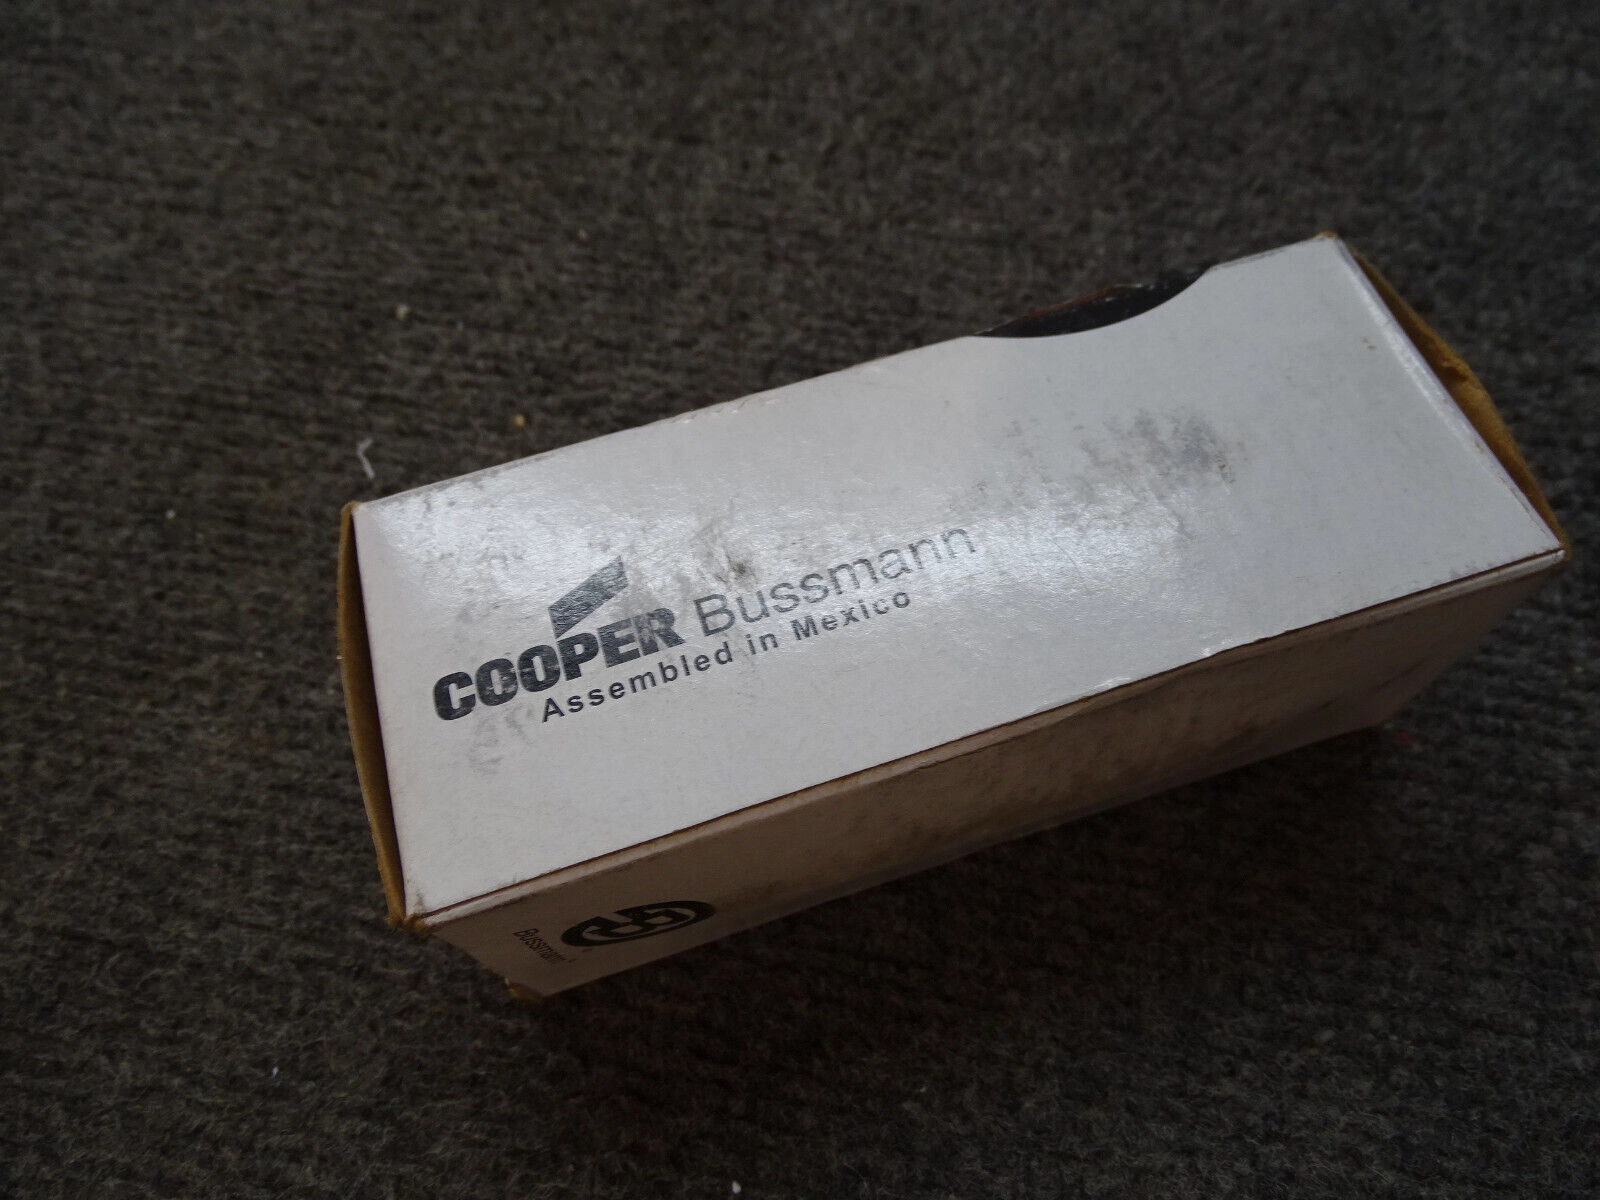 COOPER Bussmann
Assembled in Mexico
Bussmann®